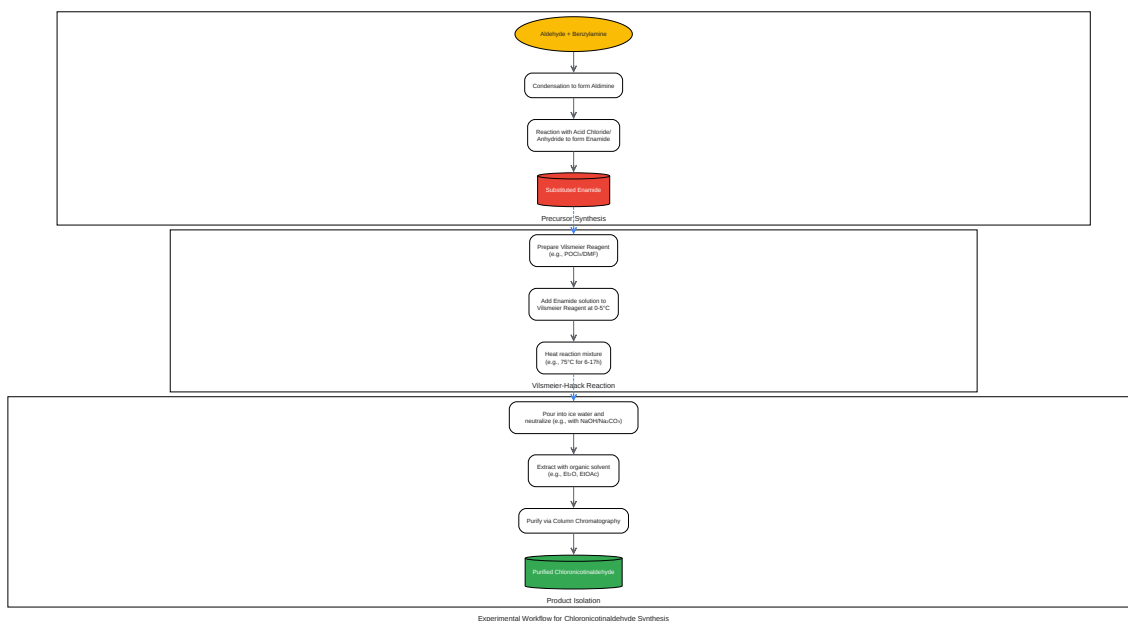 Aldehyde + Benzylamine
Condensation to form Aldimine
Reaction with Acid Chloride/
Anhydride to form Enamide
Substituted Enamide
Precursor Synthesis
Prepare Vilsmeier Reagent
(e.g., POCl₃/DMF)
Add Enamide solution to
Vilsmeier Reagent at 0-5°C
Heat reaction mixture
(e.g., 75°C for 6-17h)
Vilsmeier-Haack Reaction
Pour into ice water and
neutralize (e.g., with NaOH/Na₂CO₃)
Extract with organic solvent
(e.g., Et₂O, EtOAc)
Purify via Column Chromatography
Purified Chloronicotinaldehyde
Product Isolation
Experimental Workflow for Chloronicotinaldehyde Synthesis